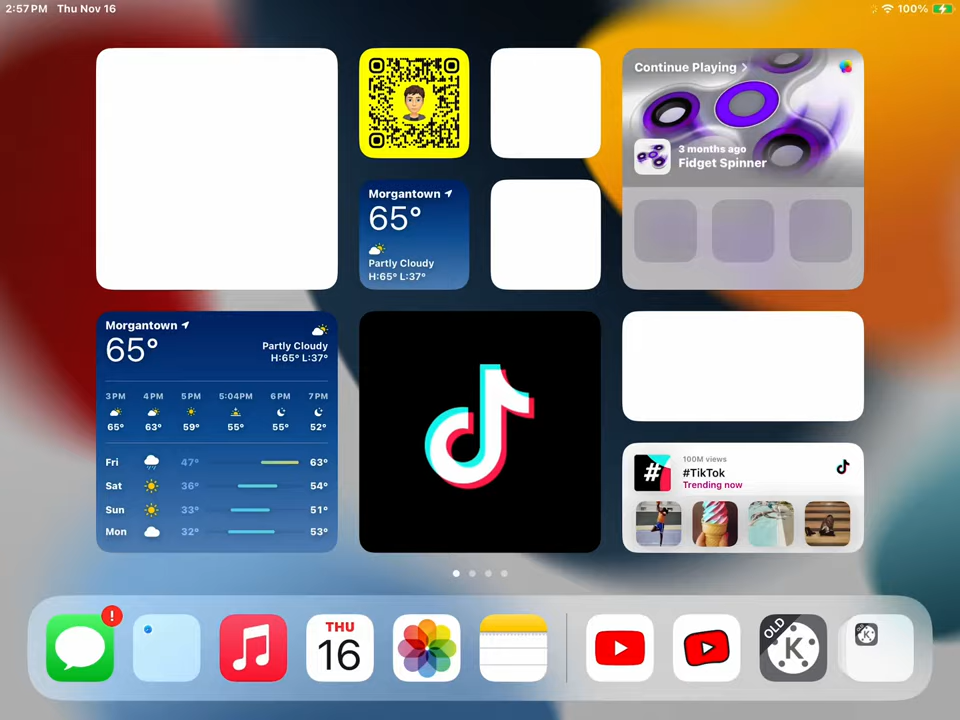 2:57 PM Thu Nov 16
100%
Continue Playing >
3 months ago
Fidget Spinner
Morgantown
65°
Partly Cloudy
H:65° L:37°
Morgantown
65°
Partly Cloudy
H:65° L:37°
3PM 4PM 5PM 5:04PM 6PM 7PM
65° 63° 59° 55° 55° 52°
Fri 47° 63°
Sat 36° 54°
Sun 33° 51°
Mon 32° 53°
100M views
#
#TikTok
Trending now
!
THU
16
OLD
K
K